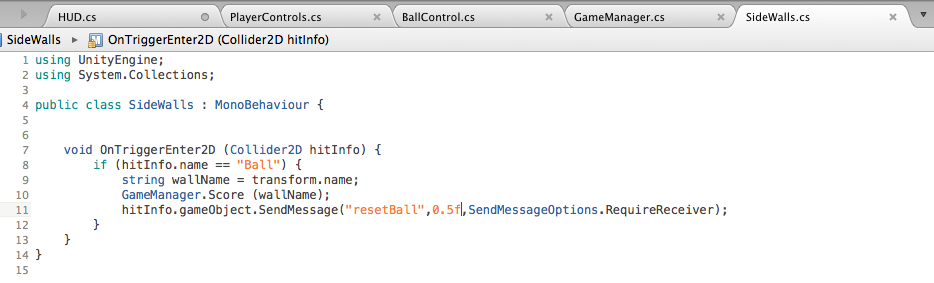 HUD.cs PlayerControls.cs BallControl.cs GameManager.cs SideWalls.cs
SideWalls OnTriggerEnter2D (Collider2D hitInfo)
1 using UnityEngine;
2 using System.Collections;
3
4 public class SideWalls : MonoBehaviour {
5
6
7     void OnTriggerEnter2D (Collider2D hitInfo) {
8         if (hitInfo.name == "Ball") {
9             string wallName = transform.name;
10             GameManager.Score (wallName);
11             hitInfo.gameObject.SendMessage("resetBall",0.5f,SendMessageOptions.RequireReceiver);
12         }
13     }
14 }
15